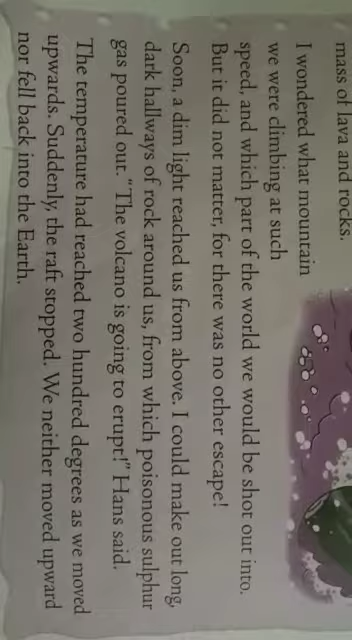 mass of lava and rocks.
I wondered what mountain
we were climbing at such
speed, and which part of the world we would be shot out into.
But it did not matter, for there was no other escape!
Soon, a dim light reached us from above. I could make out long,
dark hallways of rock around us, from which poisonous sulphur
gas poured out. "The volcano is going to erupt!" Hans said.
The temperature had reached two hundred degrees as we moved
upwards. Suddenly, the raft stopped. We neither moved upward
nor fell back into the Earth.